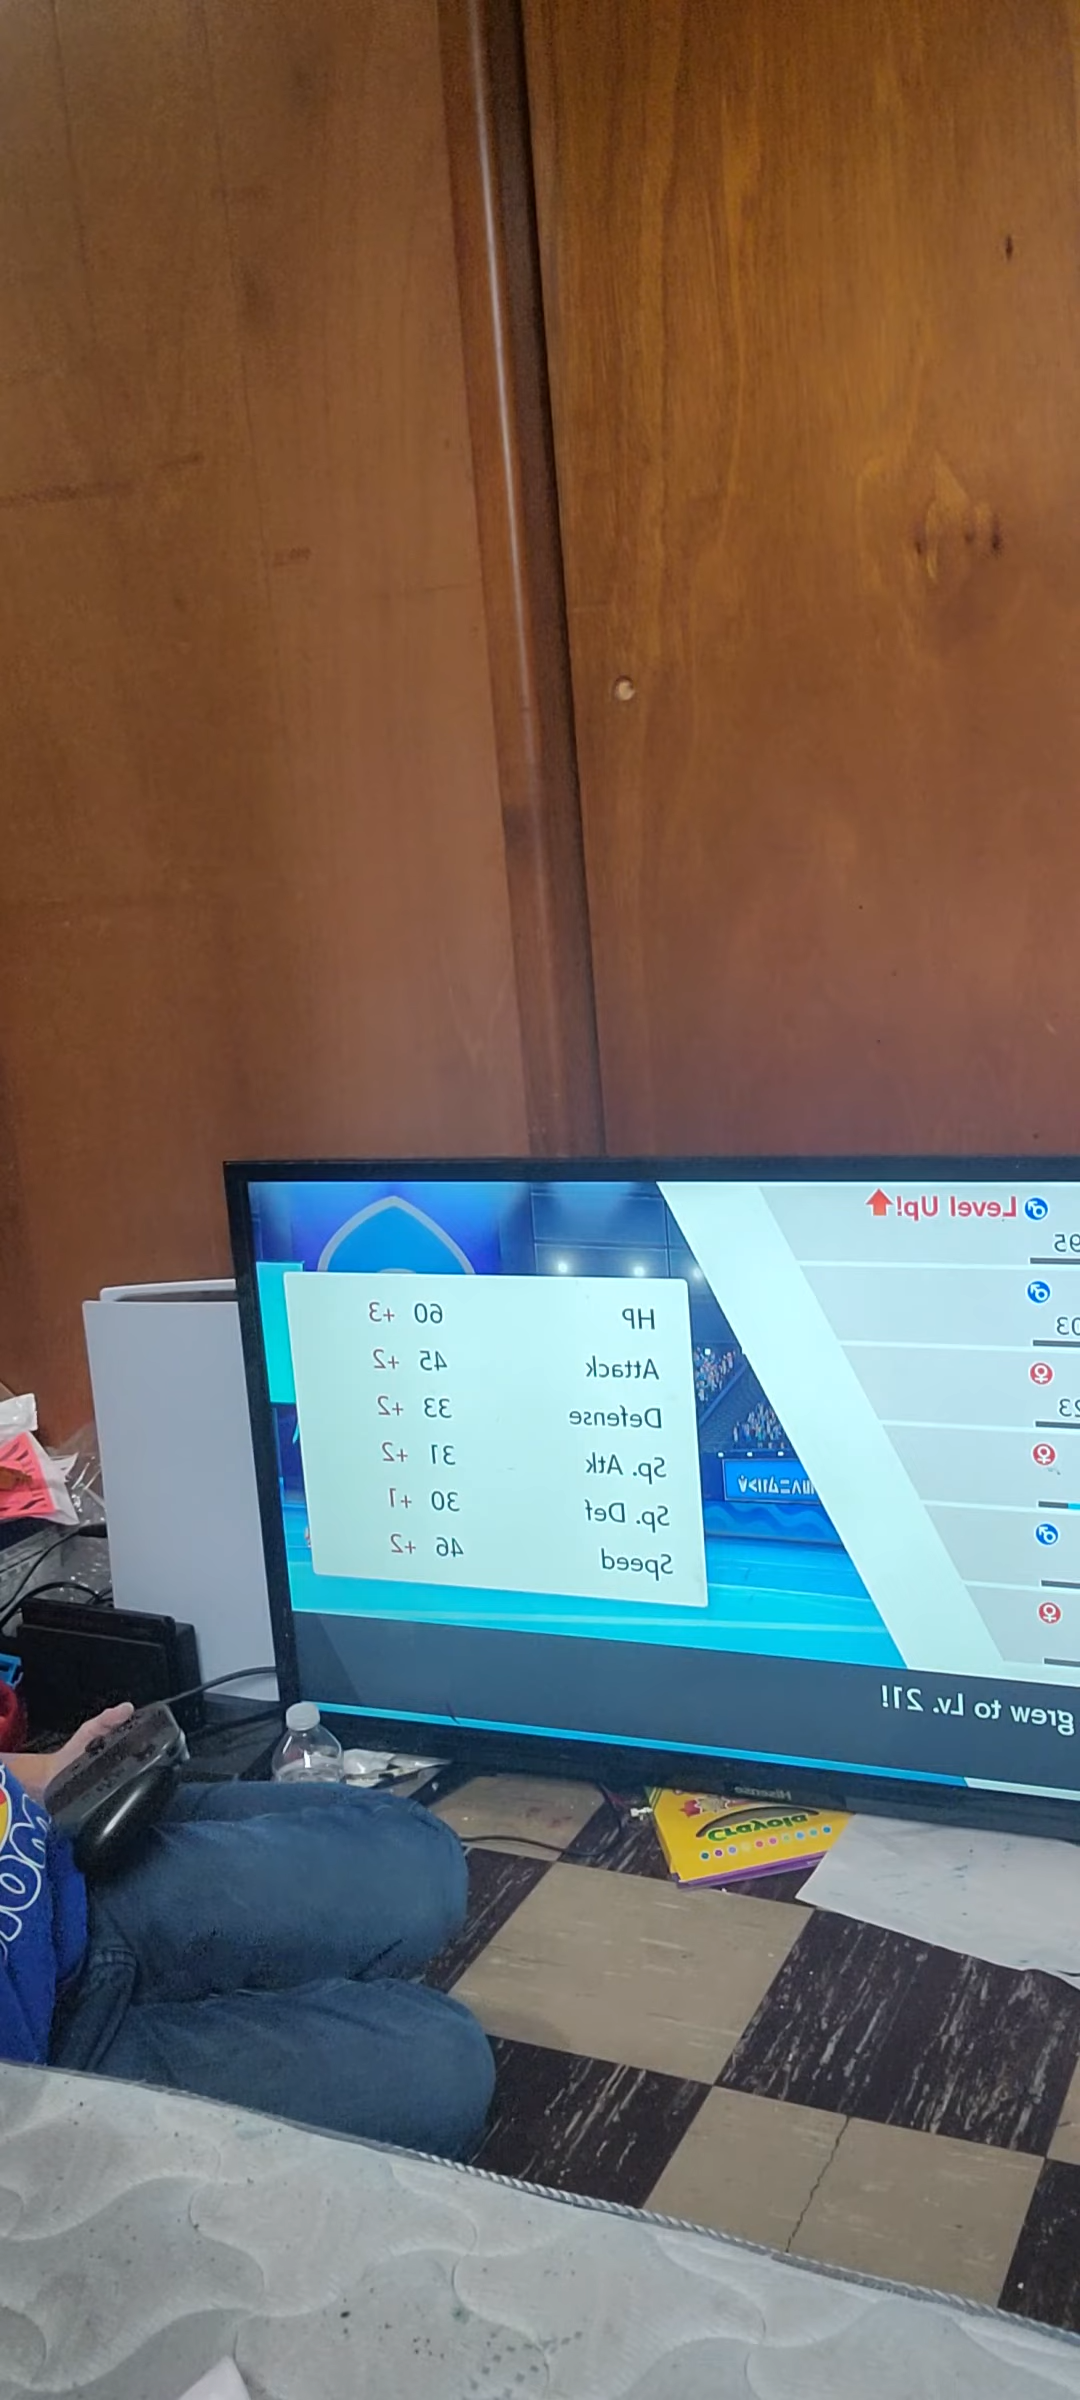 Level Up!
HP 60 +3
Attack 45 +2
Defense 33 +2
Sp. Atk 31 +2
Sp. Def 30 +1
Speed 46 +2
grew to Lv. 21!
Hisense
Crayola